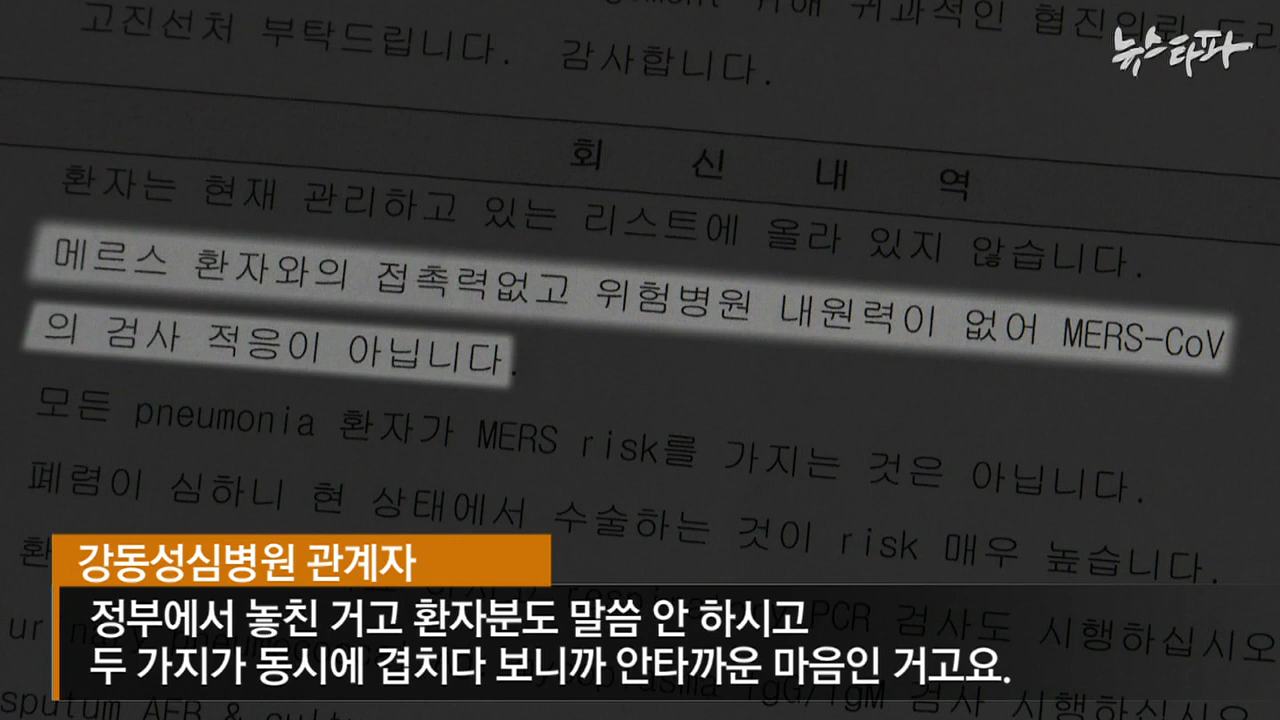 뉴스타파
고진선처 부탁드립니다. 감사합니다.
회 신 내 역
환자는 현재 관리하고 있는 리스트에 올라 있지 않습니다.
메르스 환자와의 접촉력없고 위험병원 내원력이 없어 MERS-CoV
의 검사 적응이 아닙니다.
모든 pneumonia 환자가 MERS risk를 가지는 것은 아닙니다.
폐렴이 심하니 현 상태에서 수술하는 것이 risk 매우 높습니다.
PCR 검사도 시행하십시오
IgG/IgM 검사 시행하십시오
sputum AFB &
강동성심병원 관계자
정부에서 놓친 거고 환자분도 말씀 안 하시고
두 가지가 동시에 겹치다 보니까 안타까운 마음인 거고요.